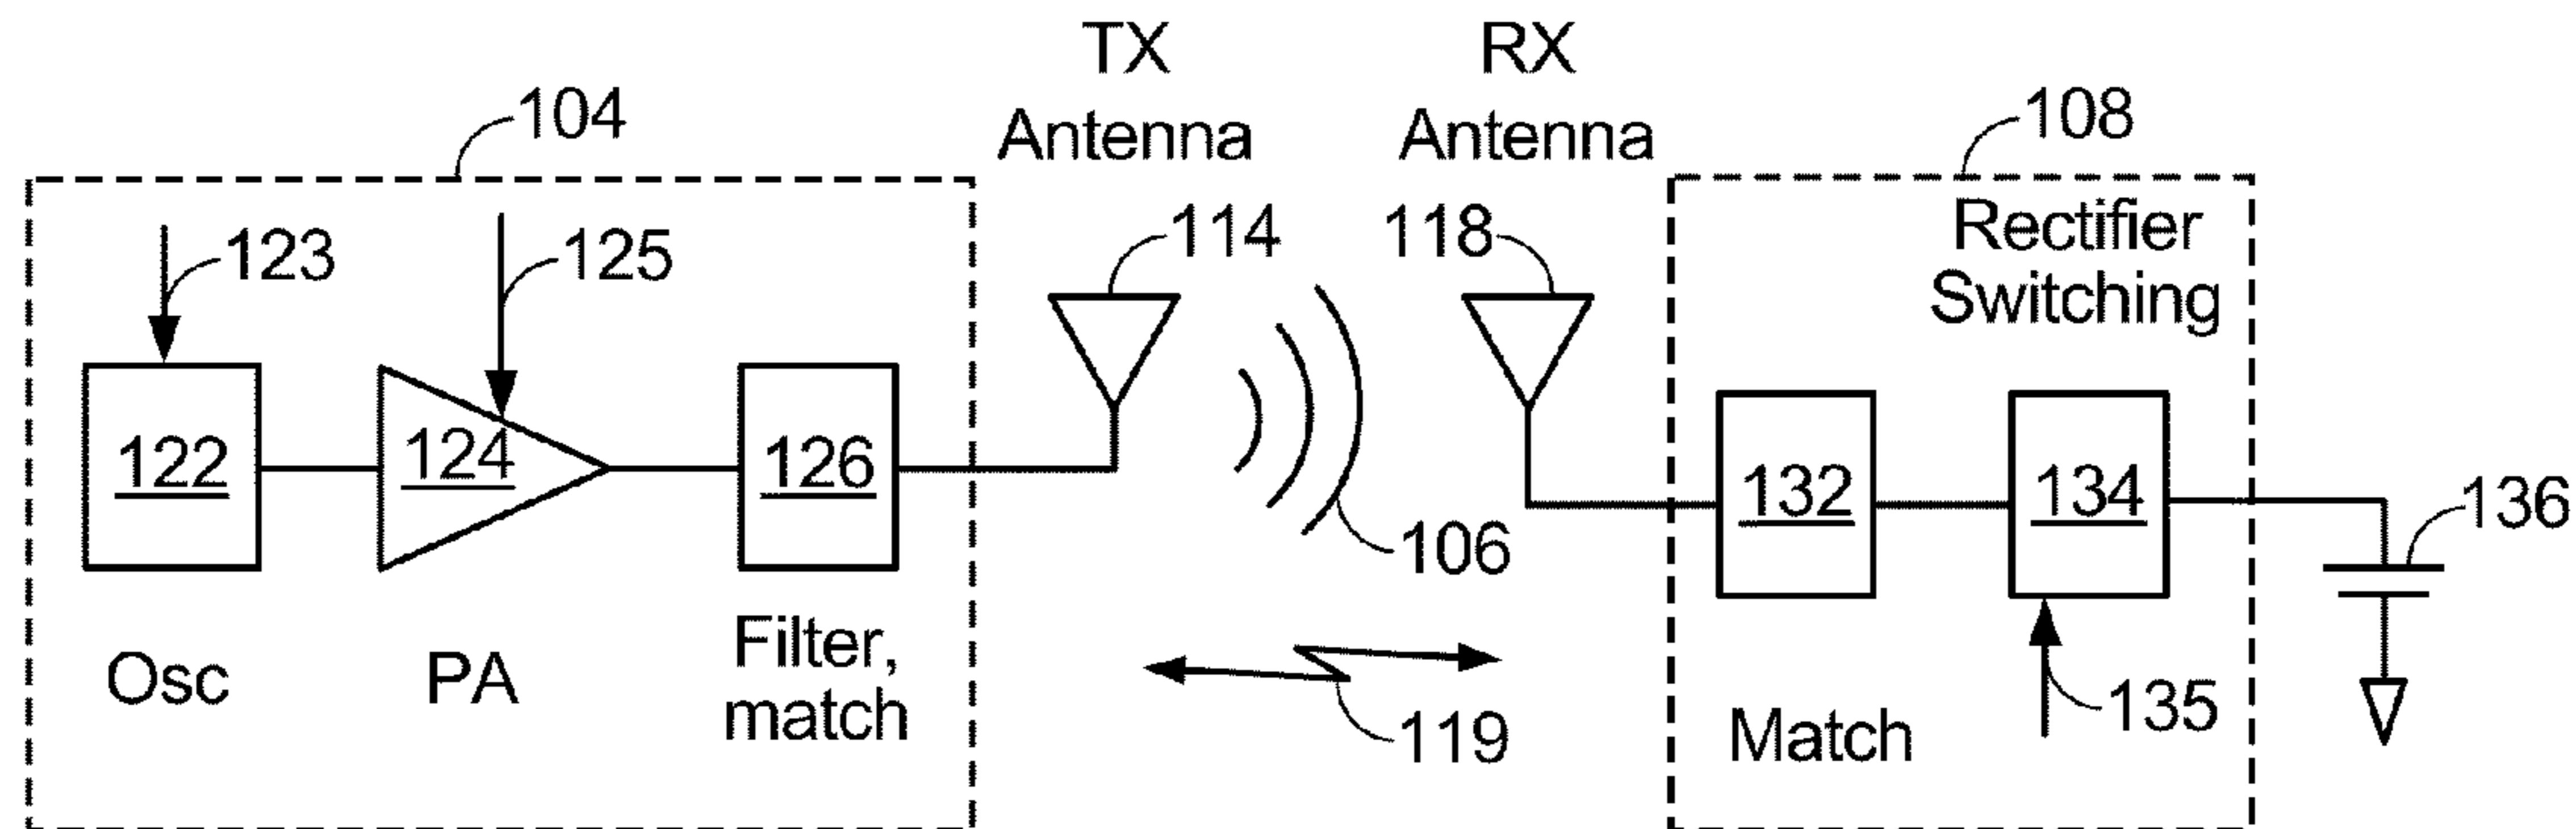 TX
Antenna
RX
Antenna
104
108
123
125
114
118
Rectifier
Switching
122
124
126
106
132
134
136
Osc
PA
Filter,
match
119
Match
135